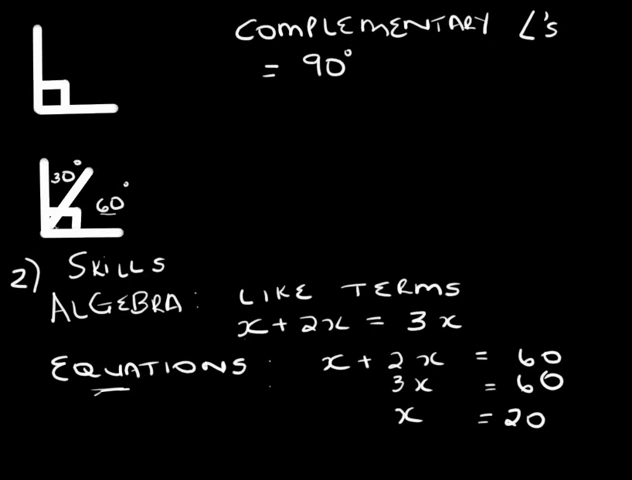 COMPLEMENTARY ∠'s
= 90°
30°
60°
2) SKILLS
ALGEBRA: LIKE TERMS
x + 2x = 3x
EQUATIONS: x + 2x = 60
3x = 60
x = 20